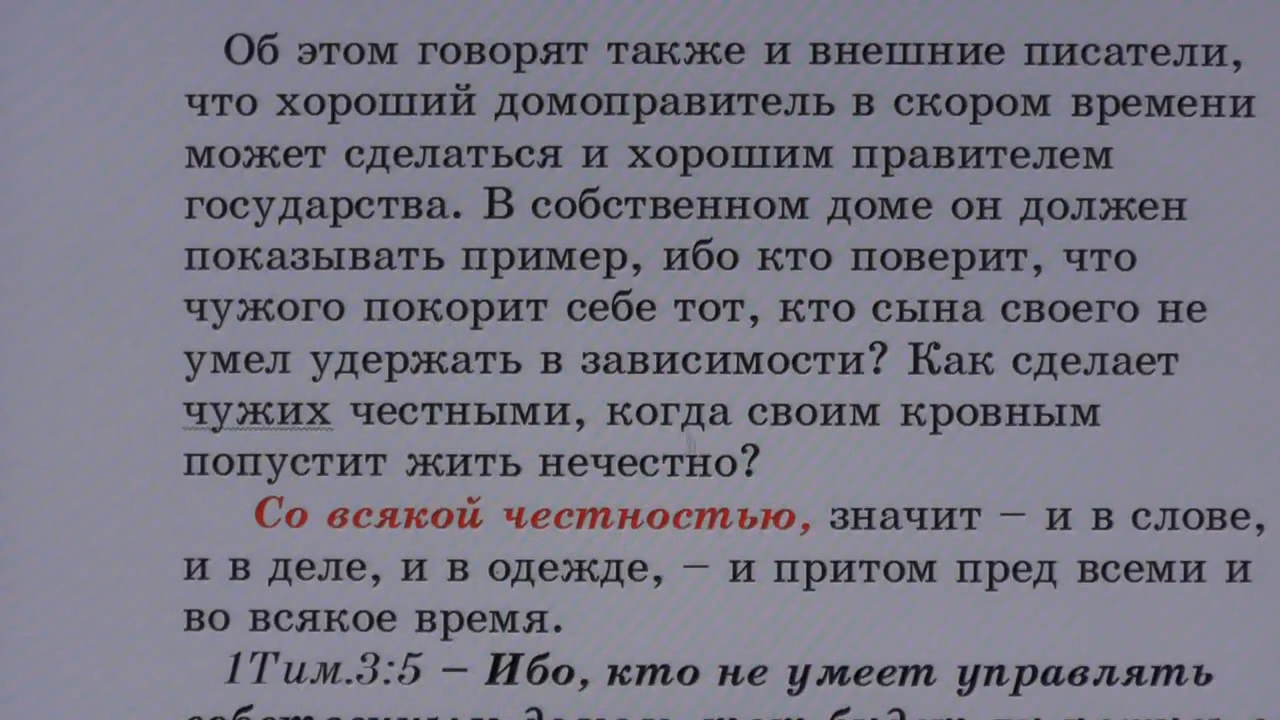 Об этом говорят также и внешние писатели,
что хороший домоправитель в скором времени
может сделаться и хорошим правителем
государства. В собственном доме он должен
показывать пример, ибо кто поверит, что
чужого покорит себе тот, кто сына своего не
умел удержать в зависимости? Как сделает
чужих честными, когда своим кровным
попустит жить нечестно?
Со всякой честностью, значит – и в слове,
и в деле, и в одежде, – и притом пред всеми и
во всякое время.
1Тим.3:5 – Ибо, кто не умеет управлять